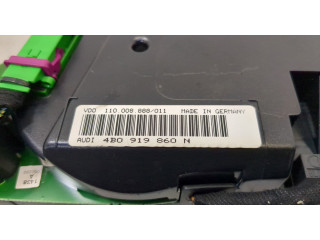 VDO 110.008.888/011 MADE IN GERMANY
AUDI 4B0 919 860 N